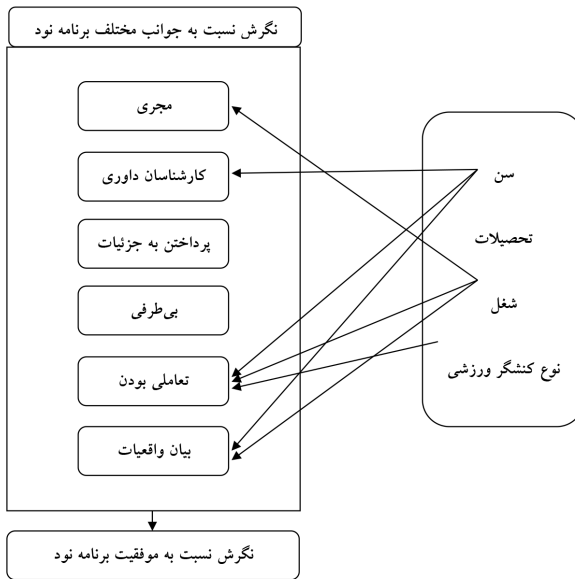 نگرش نسبت به جوانب مختلف برنامه نود
مجری
کارشناسان داوری
پرداختن به جزئیات
بی‌طرفی
تعاملی بودن
بیان واقعیات
سن
تحصیلات
شغل
نوع کنشگر ورزشی
نگرش نسبت به موفقیت برنامه نود